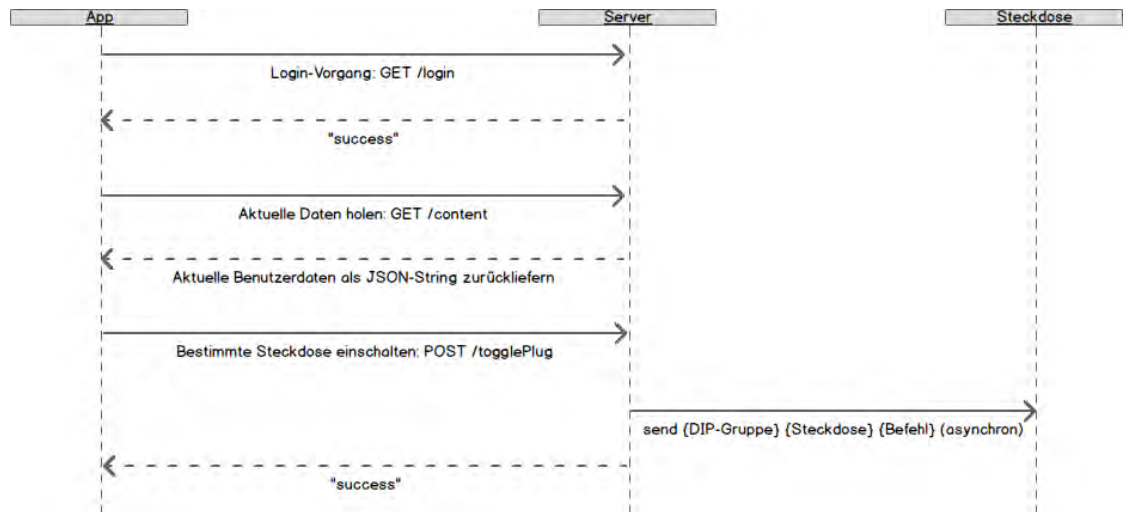 App
Server
Steckdose
Login-Vorgang: GET /login
"success"
Aktuelle Daten holen: GET /content
Aktuelle Benutzerdaten als JSON-String zurückliefern
Bestimmte Steckdose einschalten: POST /togglePlug
send {DIP-Gruppe} {Steckdose} {Befehl} (asynchron)
"success"